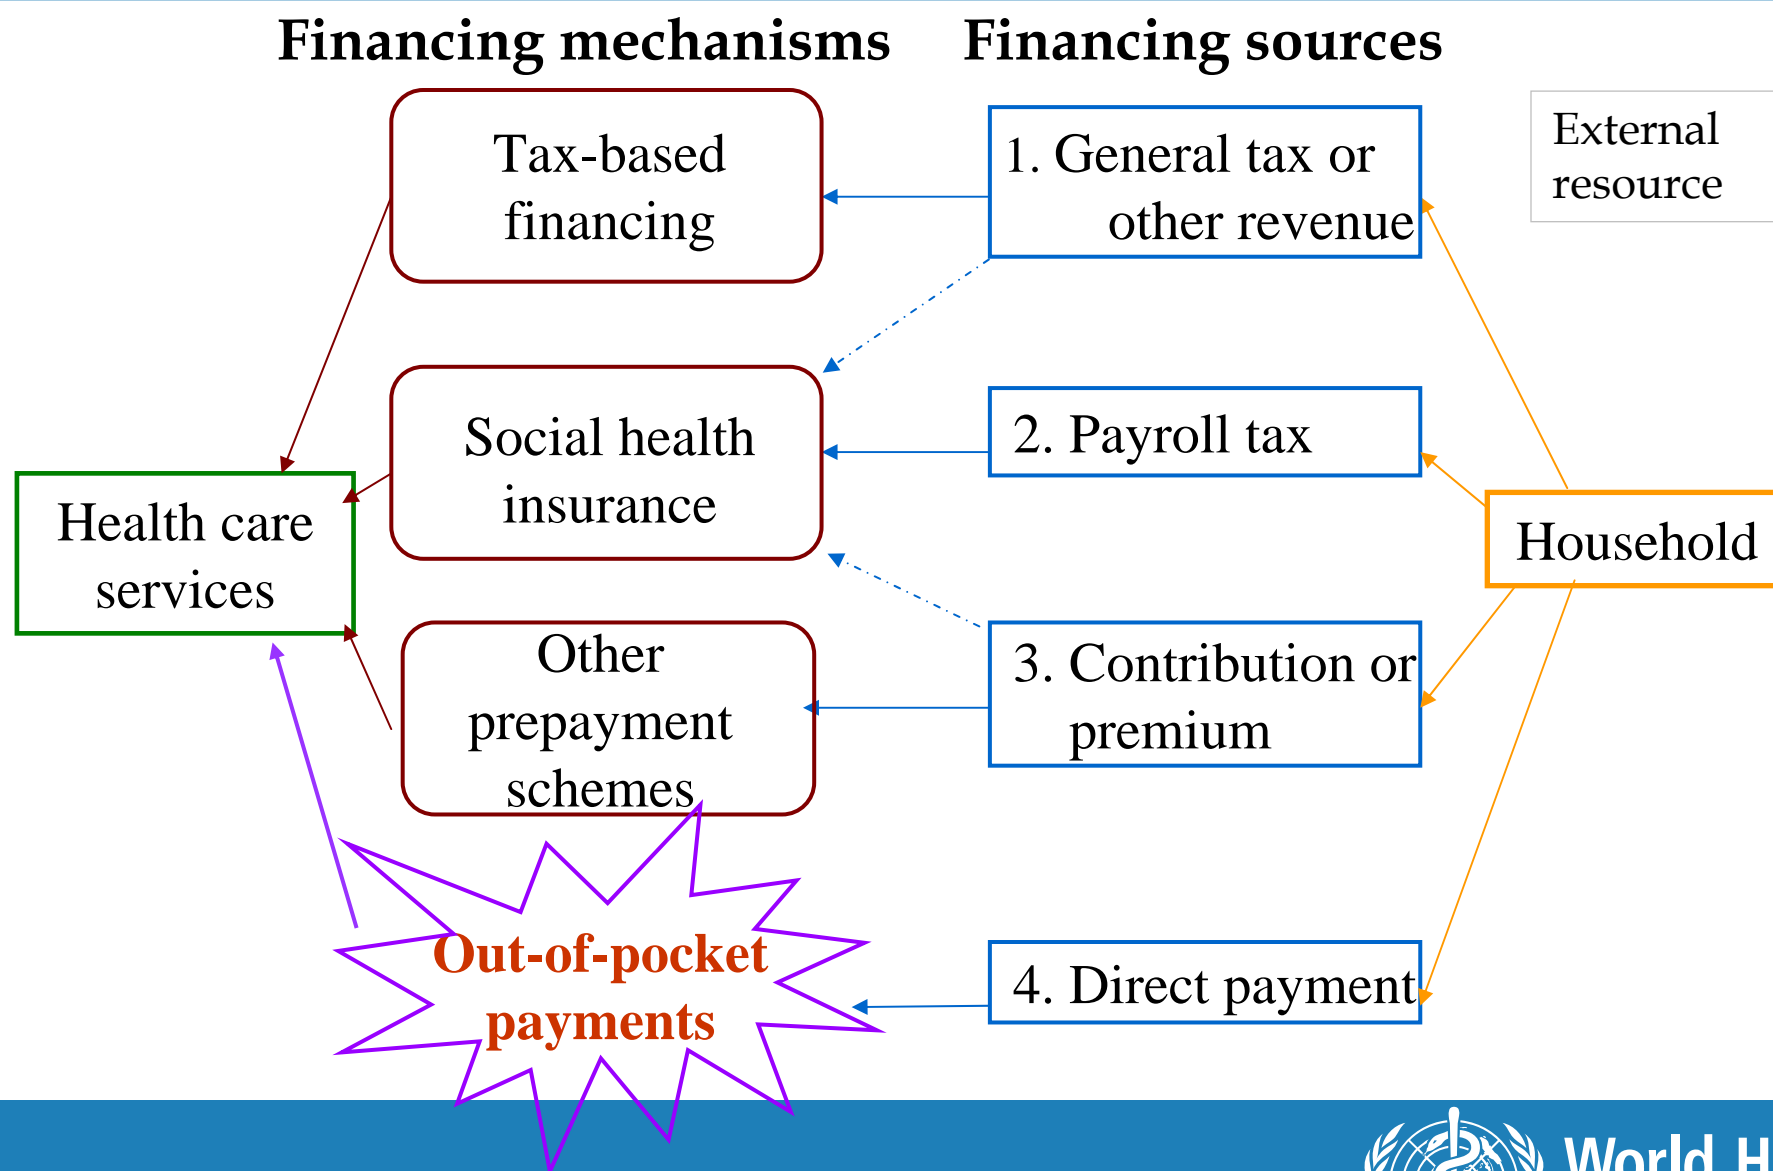 Financing mechanisms
Financing sources
Tax-based
financing
1. General tax or
other revenue
External
resource
Social health
insurance
2. Payroll tax
Health care
services
Household
Other
prepayment
schemes
3. Contribution or
premium
Out-of-pocket
payments
4. Direct payment
World H